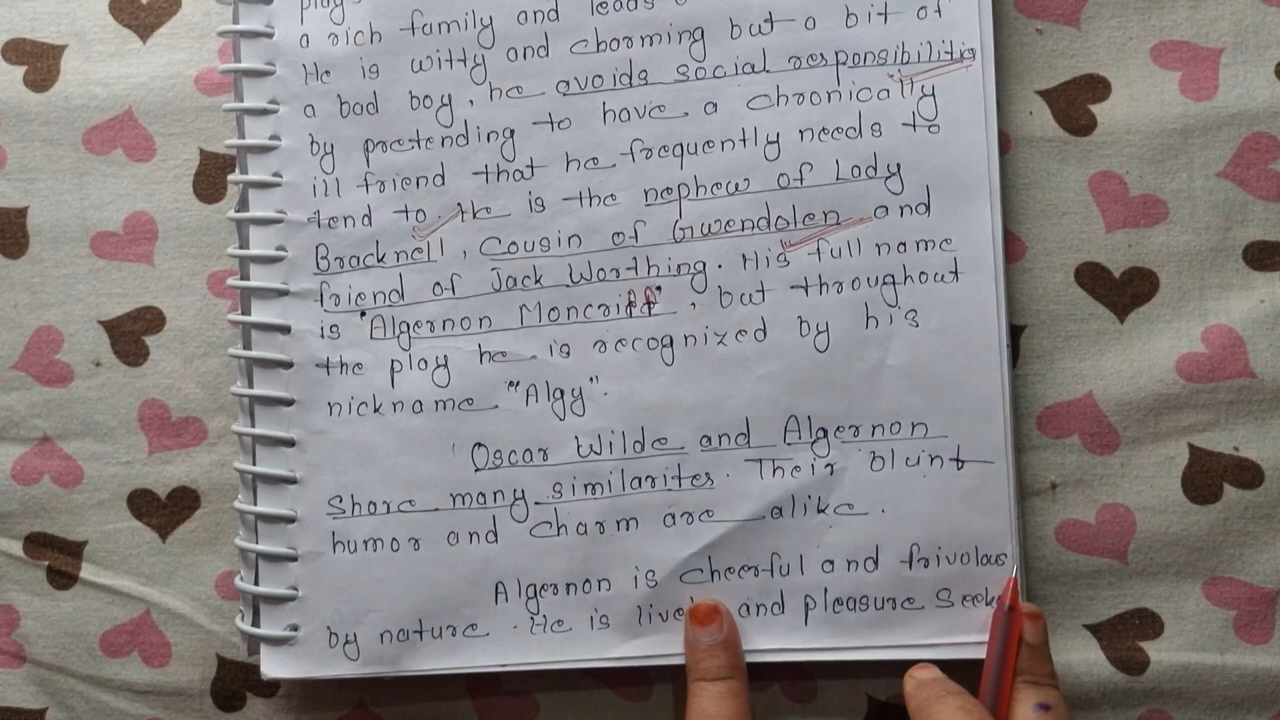 play
a rich family and leads
He is witty and charming but a bit of
a bad boy, he avoids social responsibilitis
by pretending to have a chronically
ill friend that he frequently needs to
tend to. He is the nephew of Lady
Bracknell, Cousin of Gwendolen and
friend of Jack Worthing. His full name
is "Algernon Moncriff", but throughout
the play he is recognized by his
nickname "Algy".
Oscar Wilde and Algernon
Share many similarites. Their blunt
humor and charm are alike.
Algernon is cheerful and frivolous
by nature. He is and pleasure